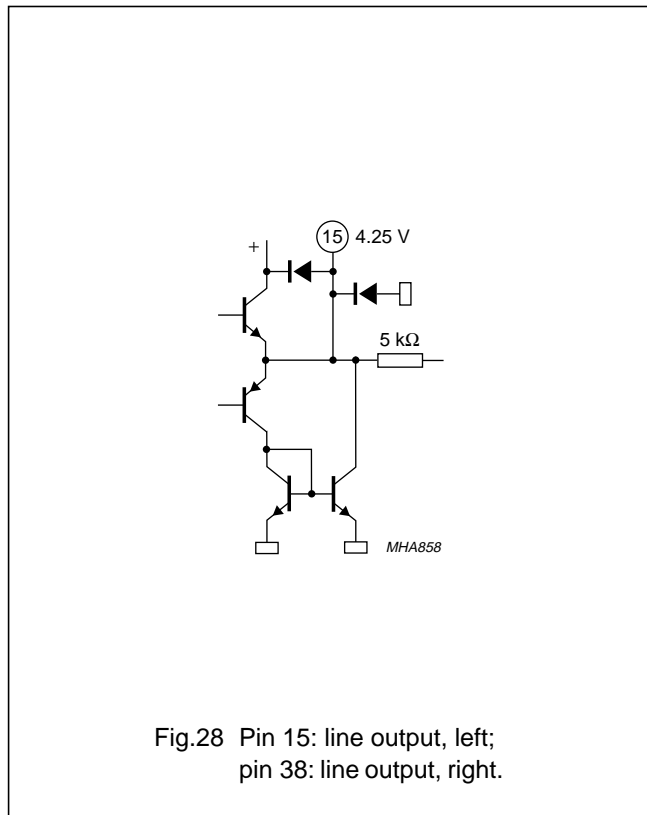 15 4.25 V
+
5 kΩ
MHA858
Fig.28 Pin 15: line output, left;
pin 38: line output, right.